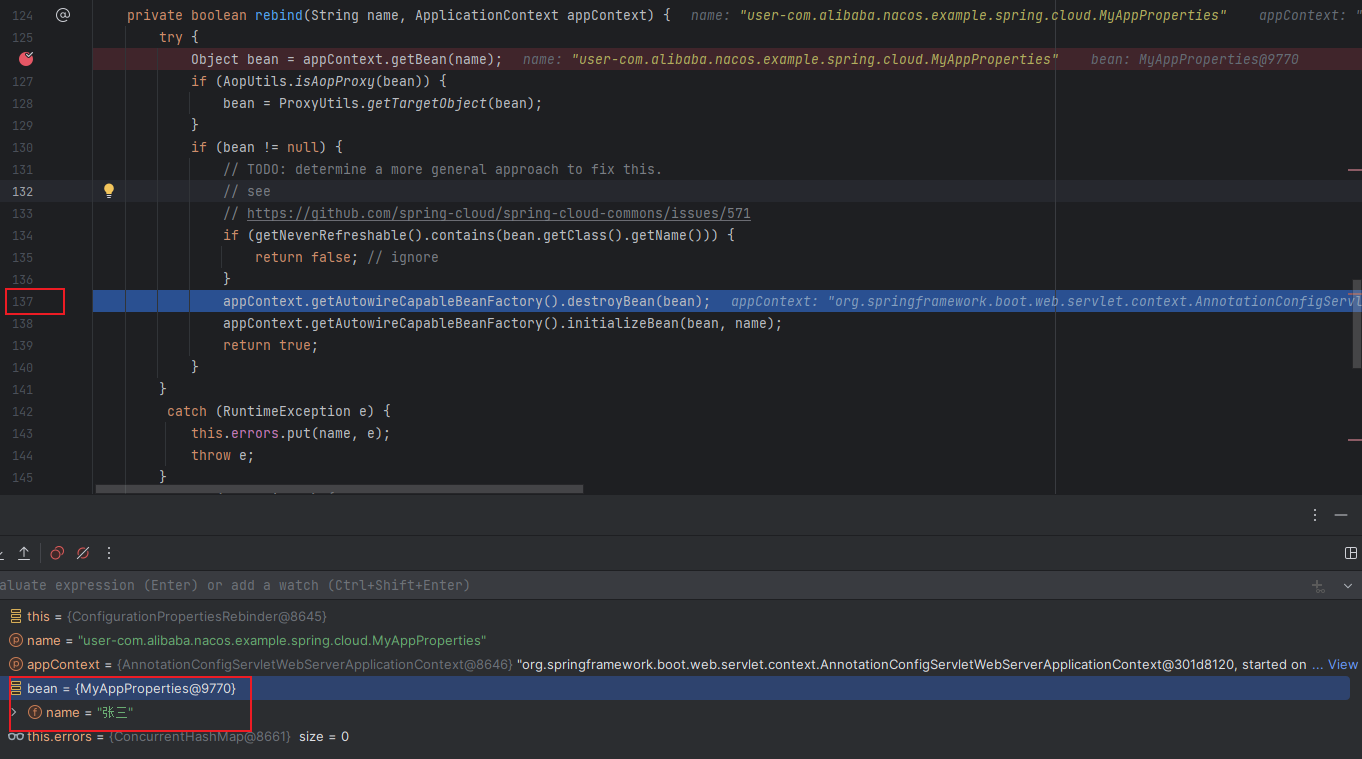 124 private boolean rebind(String name, ApplicationContext appContext) { name: "user-com.alibaba.nacos.example.spring.cloud.MyAppProperties" appContext: "
125 try {
Object bean = appContext.getBean(name); name: "user-com.alibaba.nacos.example.spring.cloud.MyAppProperties" bean: MyAppProperties@9770
127 if (AopUtils.isAopProxy(bean)) {
128 bean = ProxyUtils.getTargetObject(bean);
129 }
130 if (bean != null) {
131 // TODO: determine a more general approach to fix this.
132 // see
133 // https://github.com/spring-cloud/spring-cloud-commons/issues/571
134 if (getNeverRefreshable().contains(bean.getClass().getName())) {
135 return false; // ignore
136 }
137 appContext.getAutowireCapableBeanFactory().destroyBean(bean); appContext: "org.springframework.boot.web.servlet.context.AnnotationConfigServl
138 appContext.getAutowireCapableBeanFactory().initializeBean(bean, name);
139 return true;
140 }
141 }
142 catch (RuntimeException e) {
143 this.errors.put(name, e);
144 throw e;
145 }
aluate expression (Enter) or add a watch (Ctrl+Shift+Enter)
this = {ConfigurationPropertiesRebinder@8645}
name = "user-com.alibaba.nacos.example.spring.cloud.MyAppProperties"
appContext = {AnnotationConfigServletWebServerApplicationContext@8646} "org.springframework.boot.web.servlet.context.AnnotationConfigServletWebServerApplicationContext@301d8120, started on ... View
bean = {MyAppProperties@9770}
name = "张三"
this.errors = {ConcurrentHashMap@8661} size = 0